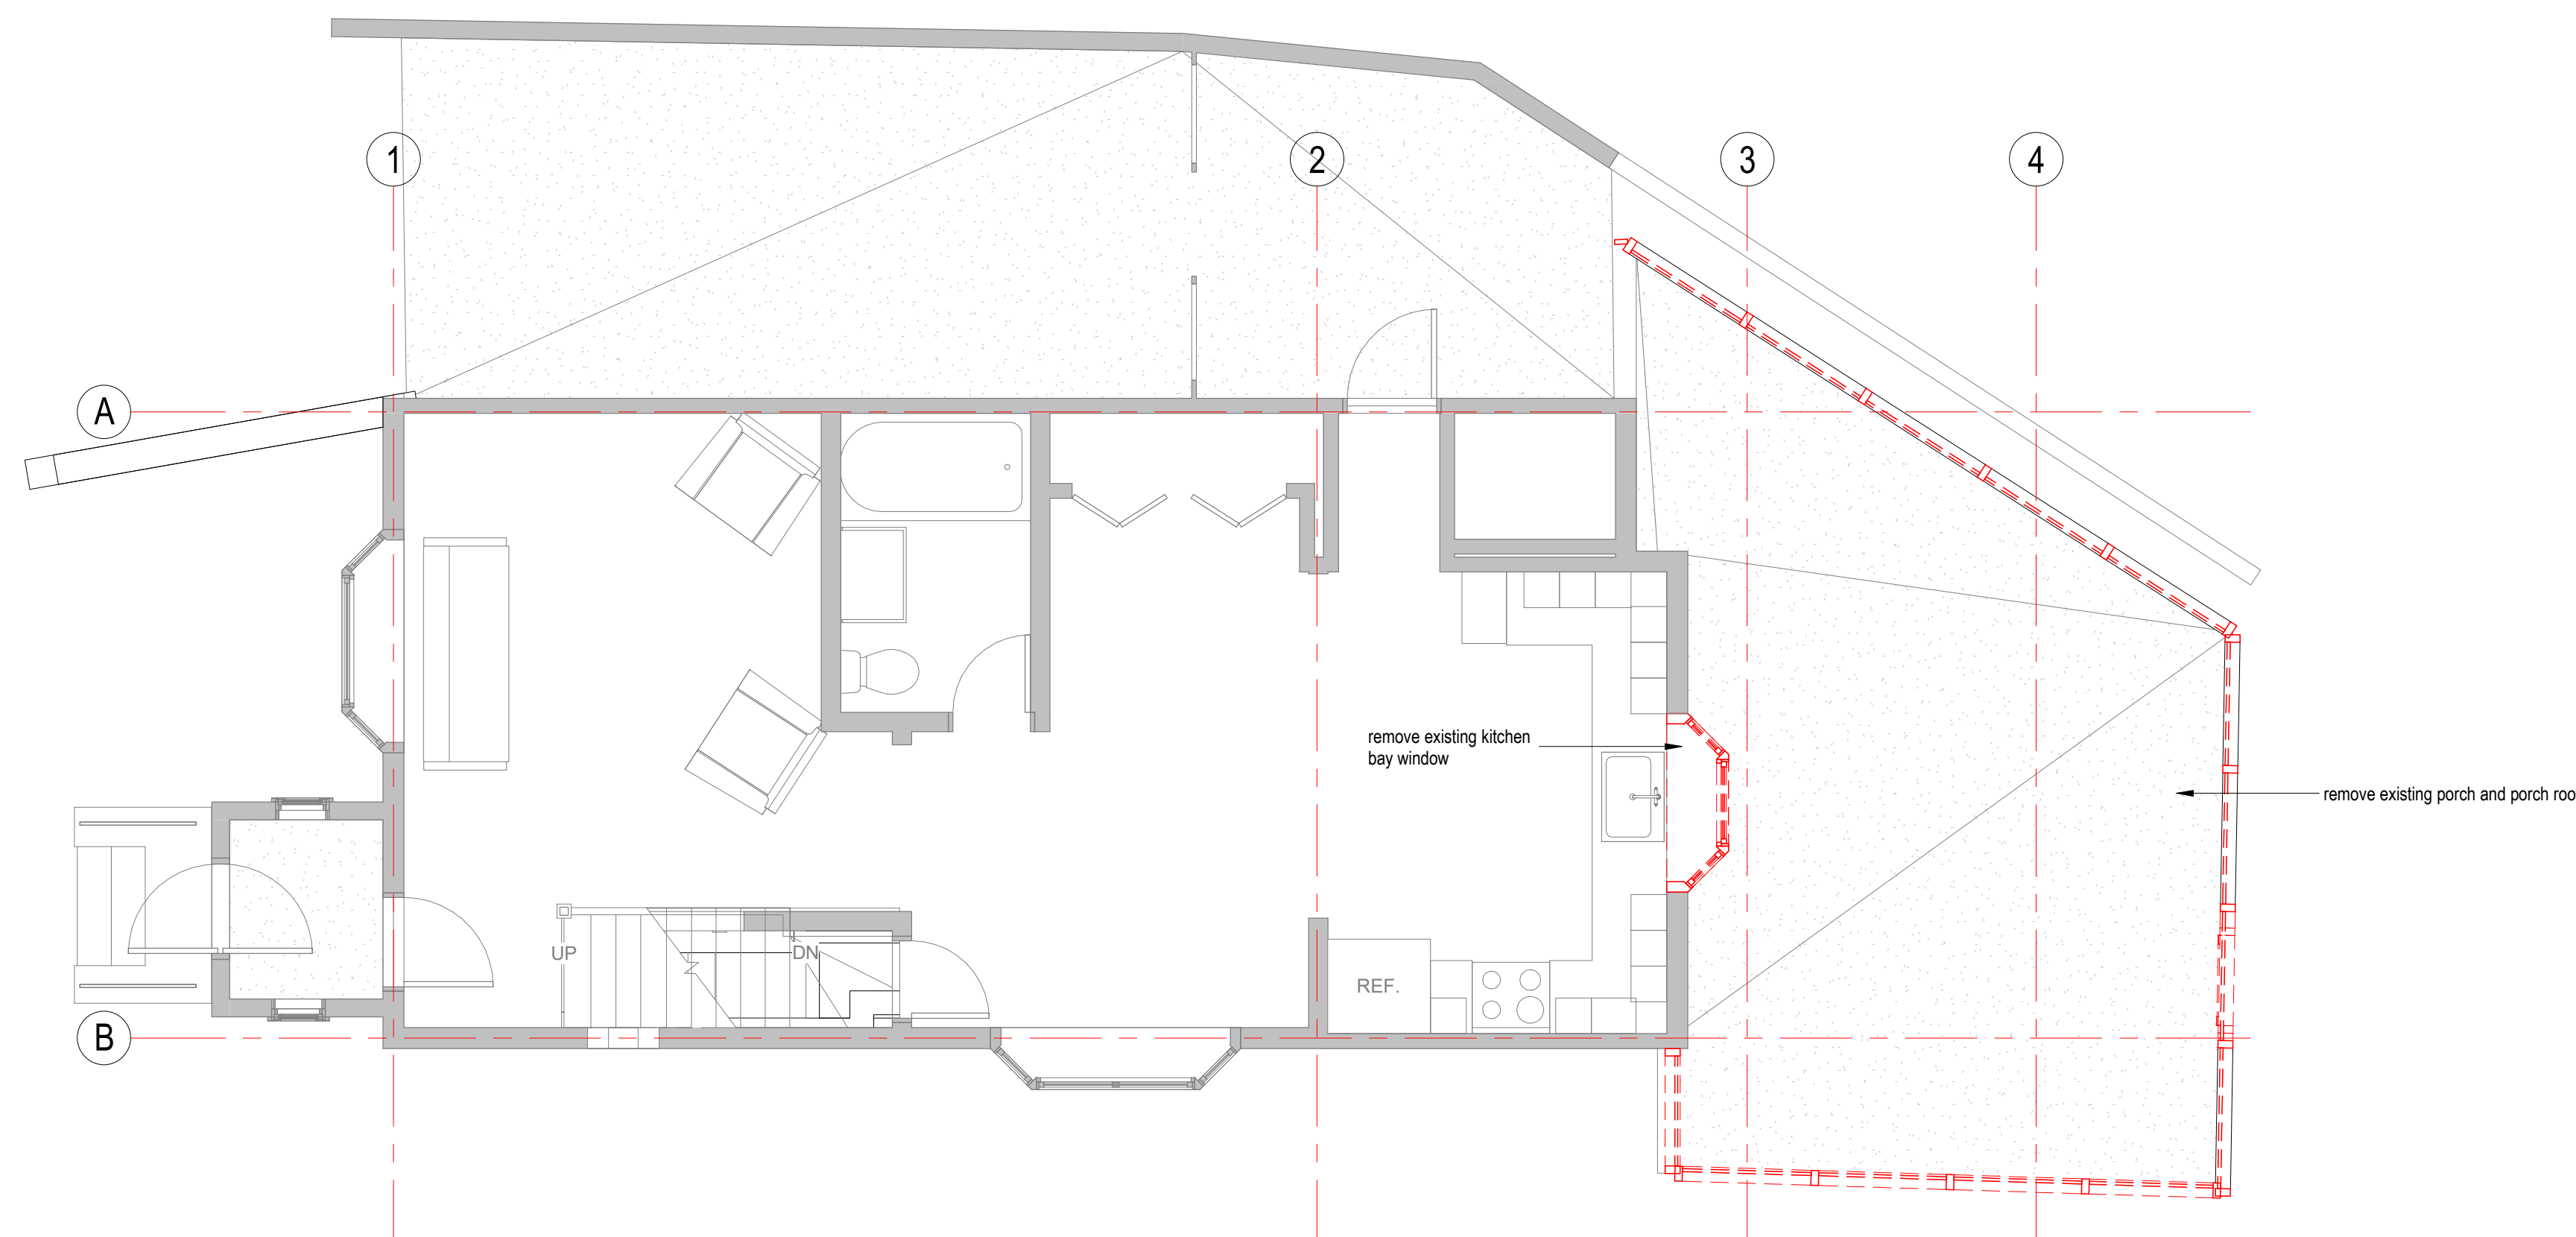 1
2
3
4
A
remove existing kitchen
bay window
remove existing porch and porch roo
UP
DN
REF.
B